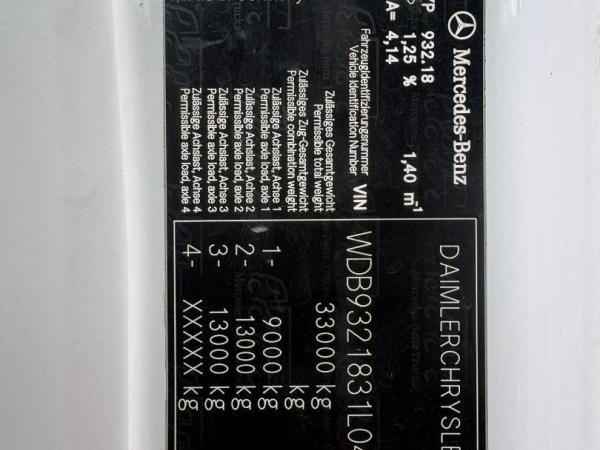 Mercedes-Benz
DAIMLERCHRYSLE
932.18
1,25 % 1,40 m⁻¹
A= 4,14
Fahrzeugidentifizierungsnummer
Vehicle Identification Number VIN WDB9321831L04
Zulässiges Gesamtgewicht
Permissible total weight 33000 kg
Zulässiges Zug-Gesamtgewicht
Permissible combination weight kg
Zulässige Achslast, Achse 1
Permissible axle load, axle 1 1- 9000 kg
Zulässige Achslast, Achse 2
Permissible axle load, axle 2 2- 13000 kg
Zulässige Achslast, Achse 3
Permissible axle load, axle 3 3- 13000 kg
Zulässige Achslast, Achse 4
Permissible axle load, axle 4 4- XXXXX kg